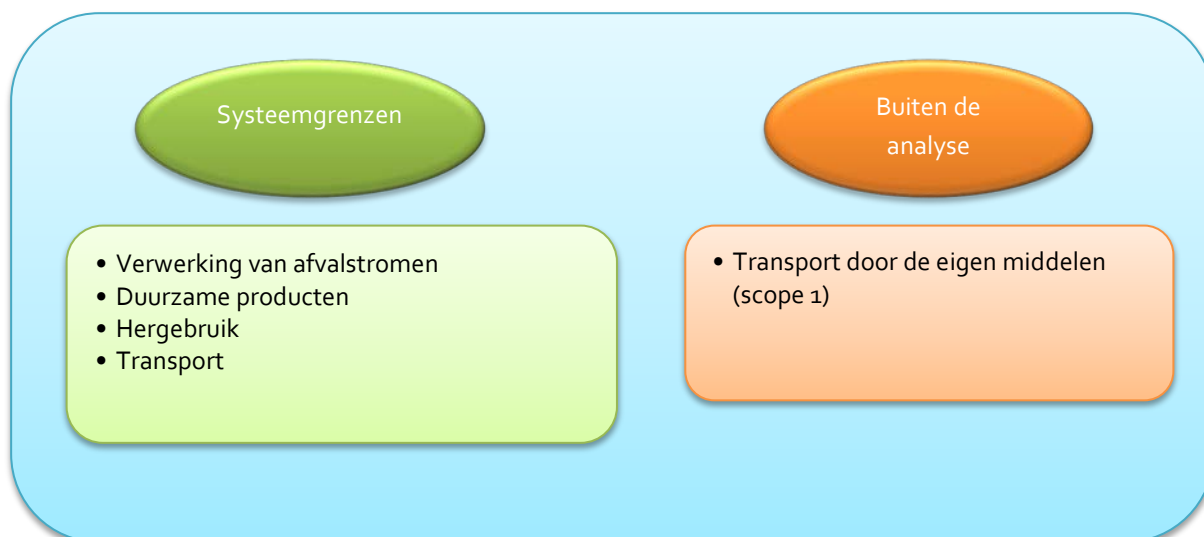 Systeemgrenzen
Buiten de
analyse
• Verwerking van afvalstromen
• Duurzame producten
• Hergebruik
• Transport
• Transport door de eigen middelen
(scope 1)